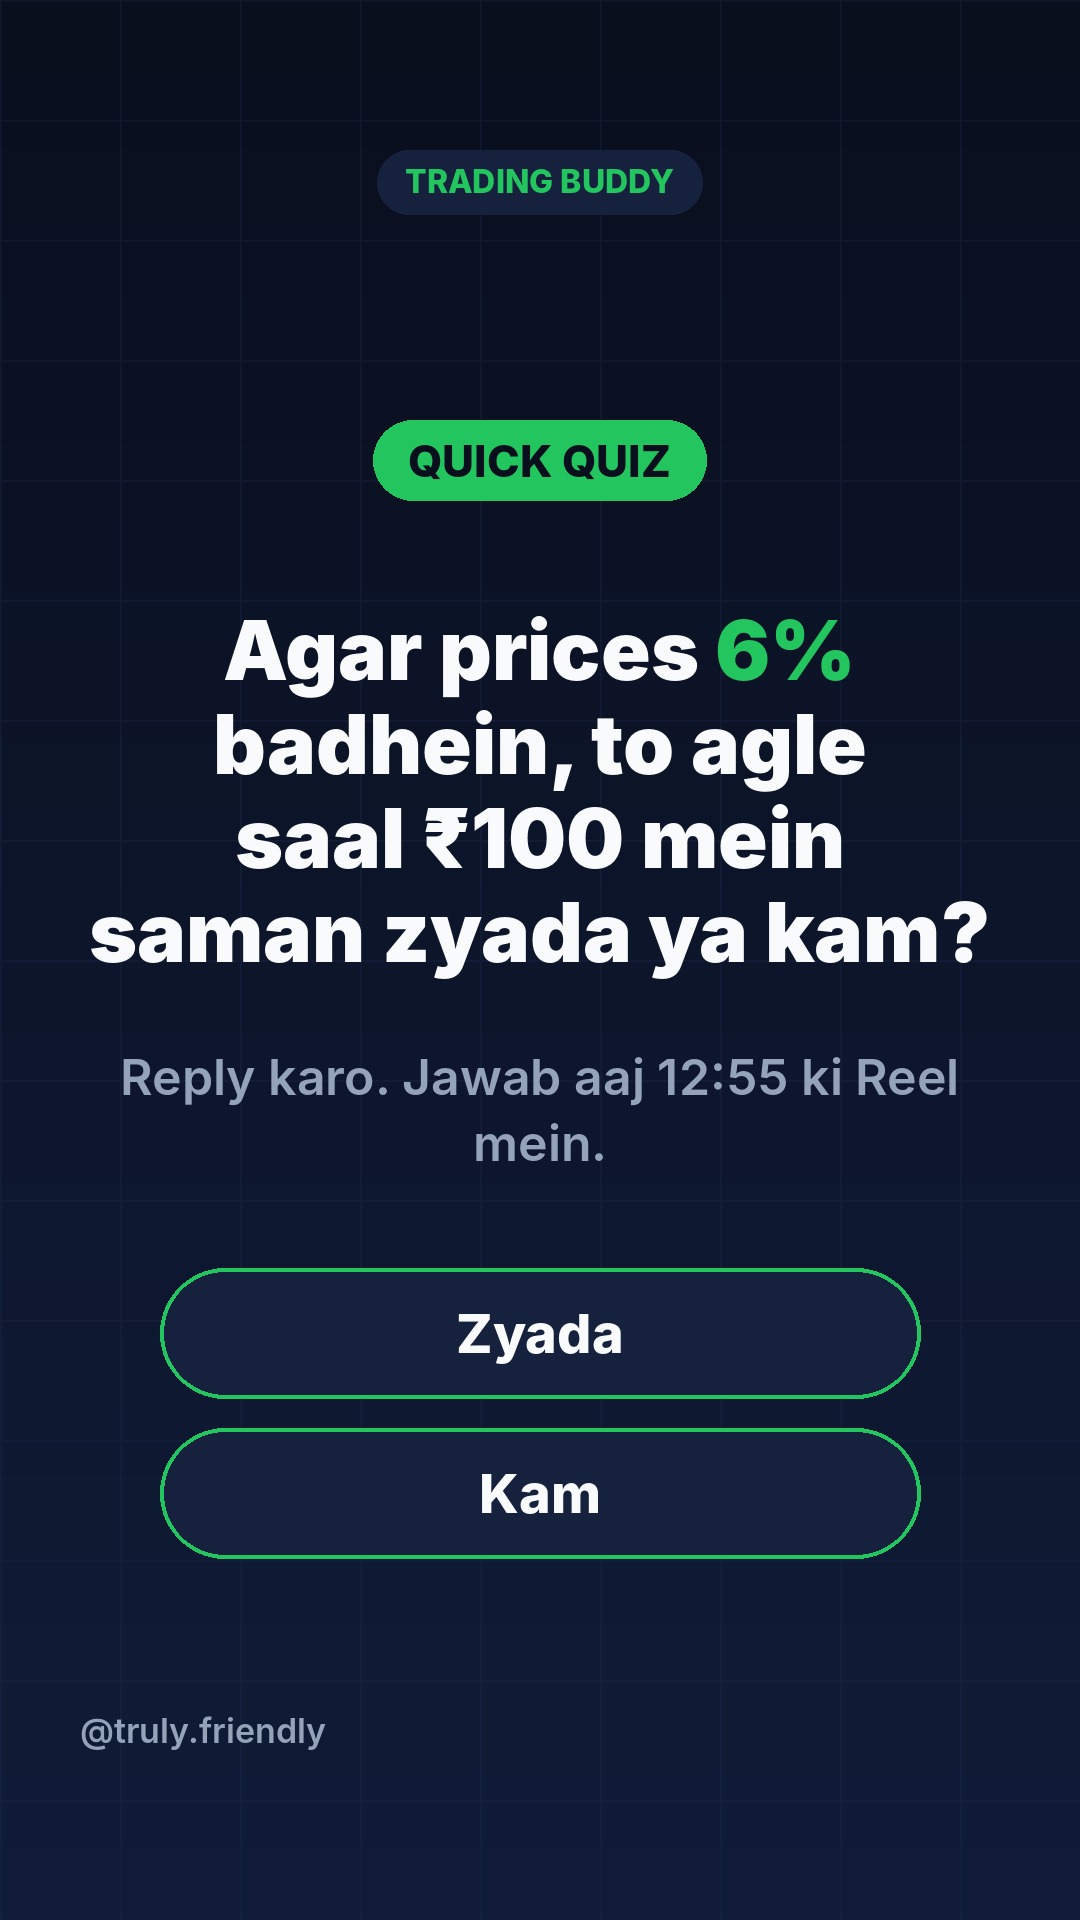 TRADING BUDDY
QUICK QUIZ
Agar prices 6%
badhein, to agle
saal ₹100 mein
saman zyada ya kam?
Reply karo. Jawab aaj 12:55 ki Reel
mein.
Zyada
Kam
@truly.friendly